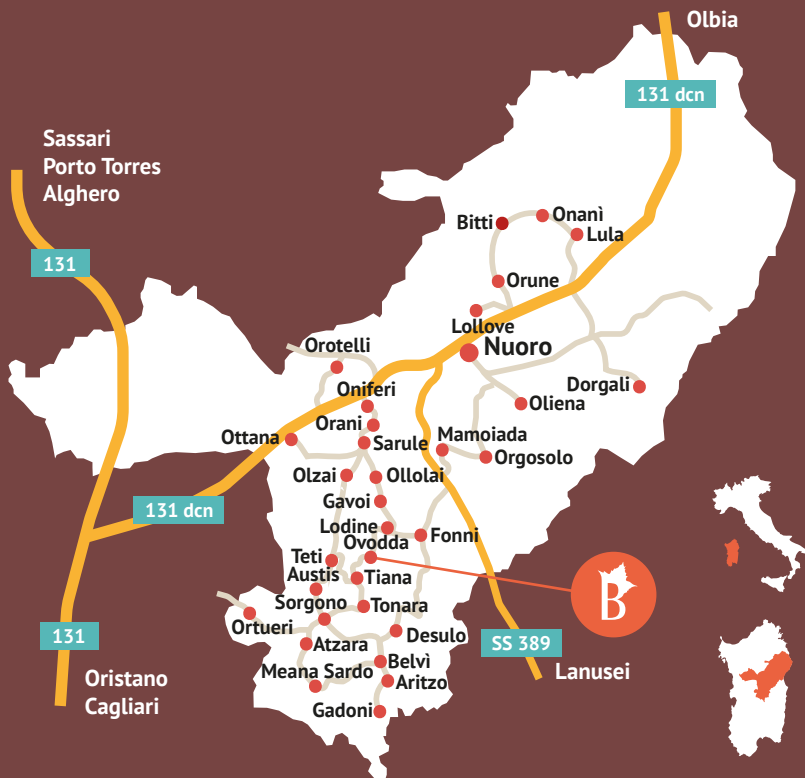 Olbia
131 dcn
Sassari
Porto Torres
Alghero
131
Bitti
Onanì
Lula
Orune
Lollove
Nuoro
Orotelli
Oniferi
Dorgali
Oliena
Orani
Ottana
Sarule
Mamoiada
Orgosolo
Olzai
Ollolai
Gavoi
131 dcn
Lodine
Fonni
Ovodda
Teti
Austis
Tiana
B
Sorgono
Tonara
Ortueri
131
Desulo
SS 389
Atzara
Belvì
Lanusei
Meana Sardo
Aritzo
Oristano
Cagliari
Gadoni